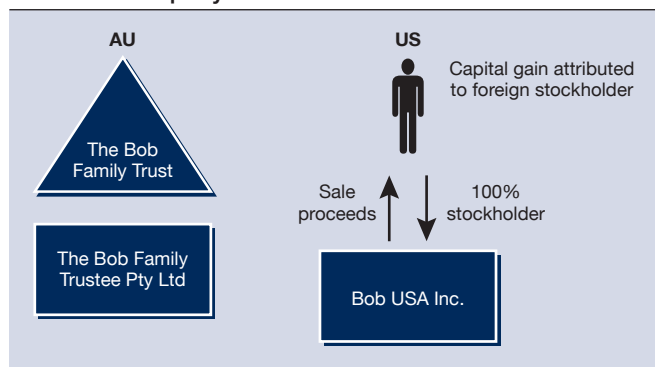 AU
The Bob
Family Trust
The Bob Family
Trustee Pty Ltd
US
Capital gain attributed
to foreign stockholder
Sale
proceeds
100%
stockholder
Bob USA Inc.